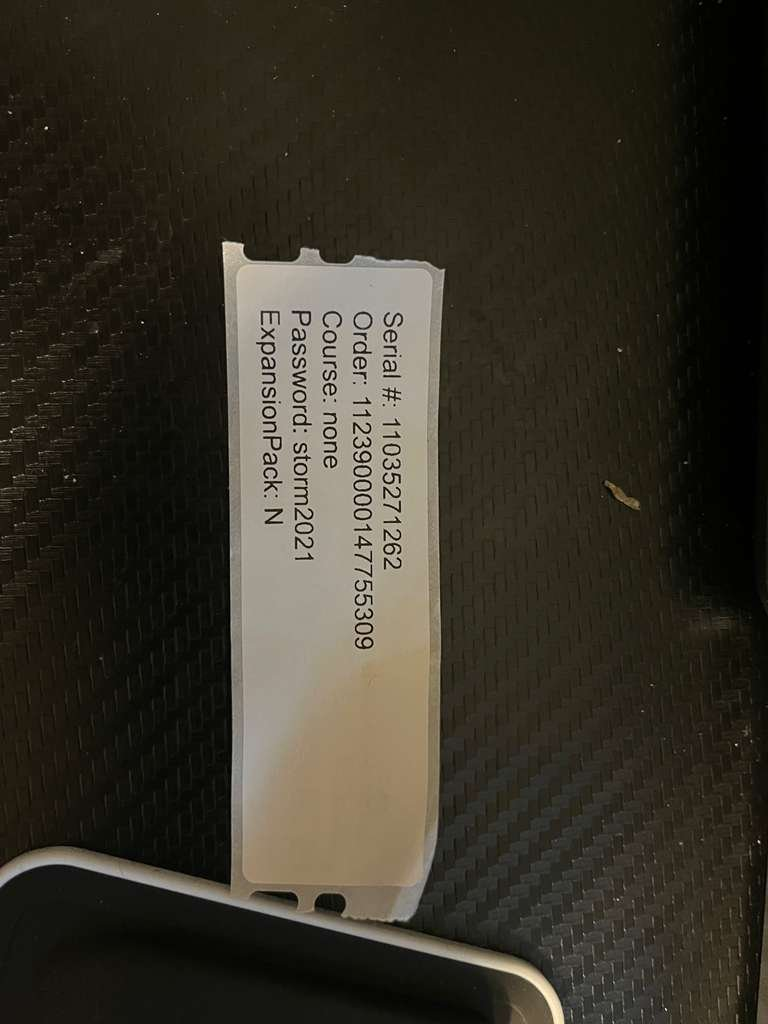 Serial #: 11035271262
Order: 112390000147755309
Course: none
Password: storm2021
ExpansionPack: N